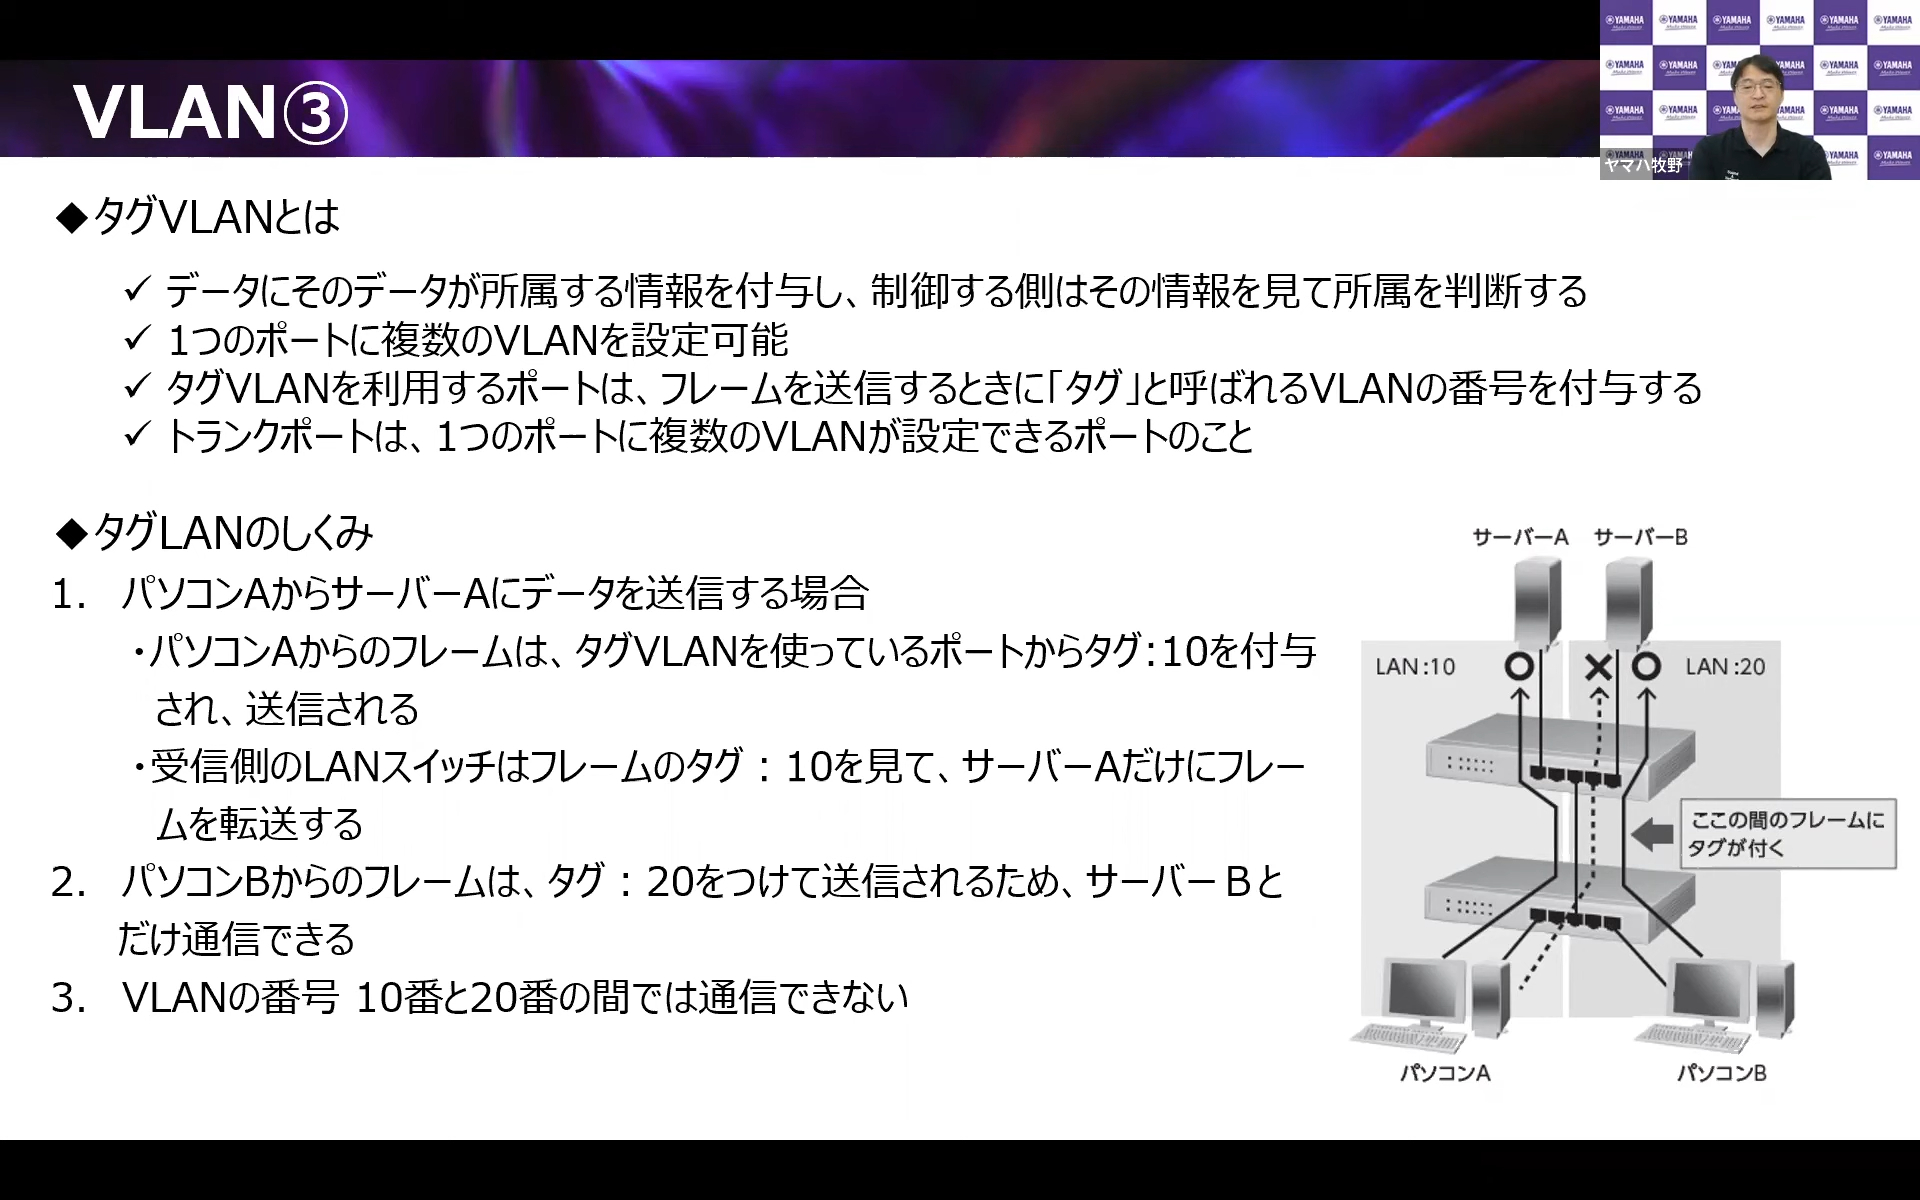 VLAN③
ヤマハ牧野
YAMAHA
◆タグVLANとは
✓ データにそのデータが所属する情報を付与し、制御する側はその情報を見て所属を判断する
✓ 1つのポートに複数のVLANを設定可能
✓ タグVLANを利用するポートは、フレームを送信するときに「タグ」と呼ばれるVLANの番号を付与する
✓ トランクポートは、1つのポートに複数のVLANが設定できるポートのこと
◆タグLANのしくみ
1. パソコンAからサーバーAにデータを送信する場合
・パソコンAからのフレームは、タグVLANを使っているポートからタグ:10を付与
され、送信される
・受信側のLANスイッチはフレームのタグ：10を見て、サーバーAだけにフレー
ムを転送する
2. パソコンBからのフレームは、タグ：20をつけて送信されるため、サーバーＢと
だけ通信できる
3. VLANの番号 10番と20番の間では通信できない
サーバーA サーバーB
LAN:10 LAN:20
ここの間のフレームに
タグが付く
パソコンA パソコンB